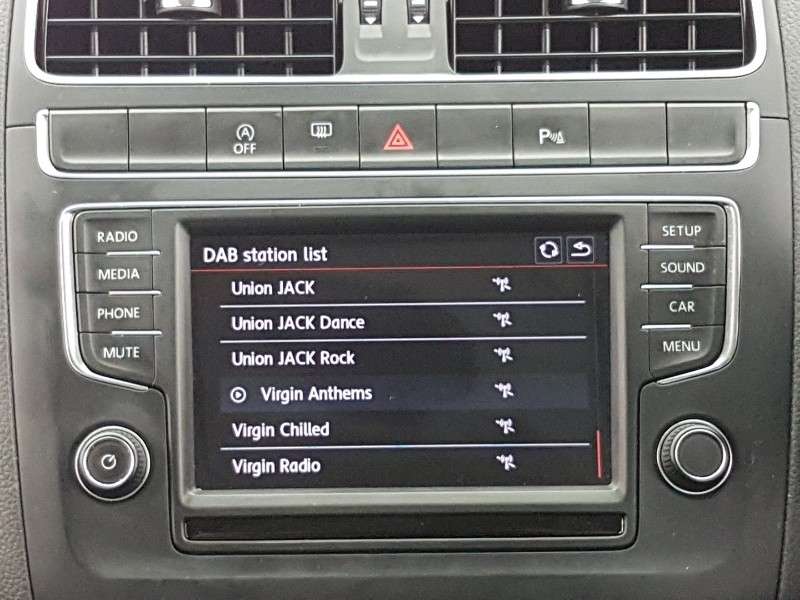 A
OFF
P
RADIO
MEDIA
PHONE
MUTE
DAB station list
Union JACK
Union JACK Dance
Union JACK Rock
Virgin Anthems
Virgin Chilled
Virgin Radio
SETUP
SOUND
CAR
MENU